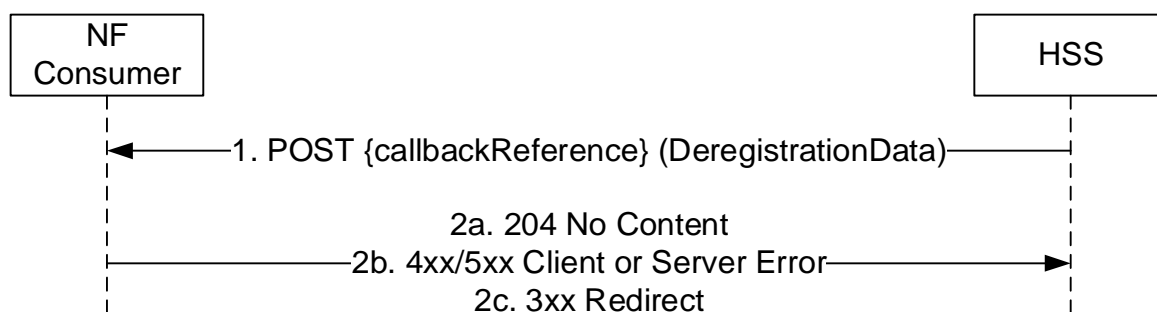 NF
Consumer
HSS
1. POST {callbackReference} (DeregistrationData)
2a. 204 No Content
2b. 4xx/5xx Client or Server Error
2c. 3xx Redirect